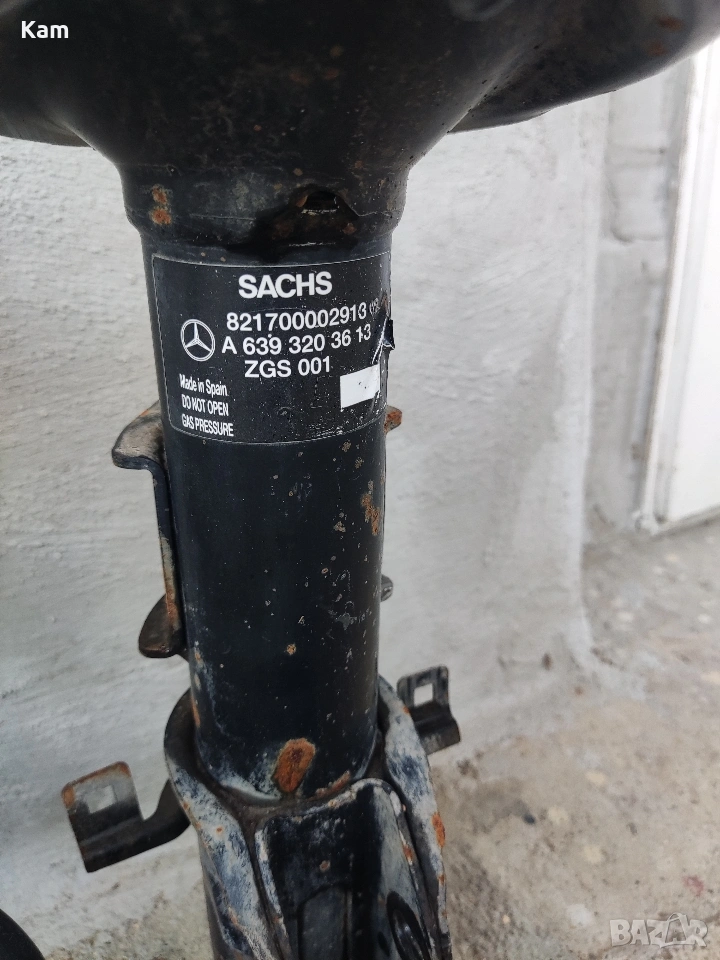 Kam
SACHS
821700002913
A 639 320 36 13
ZGS 001
Made in Spain
DO NOT OPEN
GAS PRESSURE
BAZAR